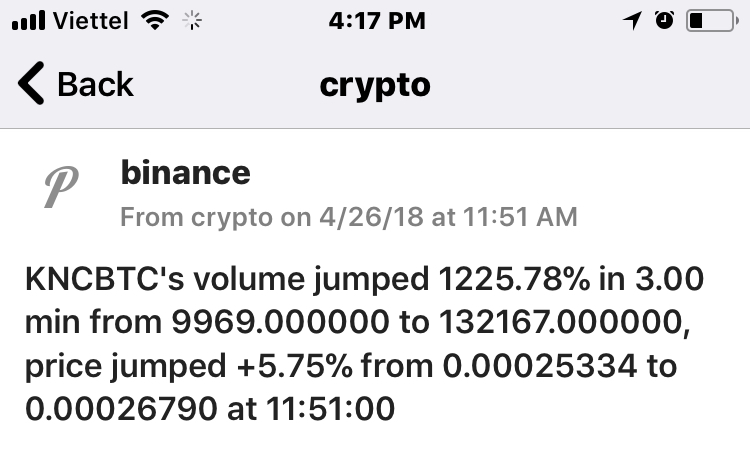 Viettel 4:17 PM
Back crypto
P
binance
From crypto on 4/26/18 at 11:51 AM
KNCBTC's volume jumped 1225.78% in 3.00
min from 9969.000000 to 132167.000000,
price jumped +5.75% from 0.00025334 to
0.00026790 at 11:51:00